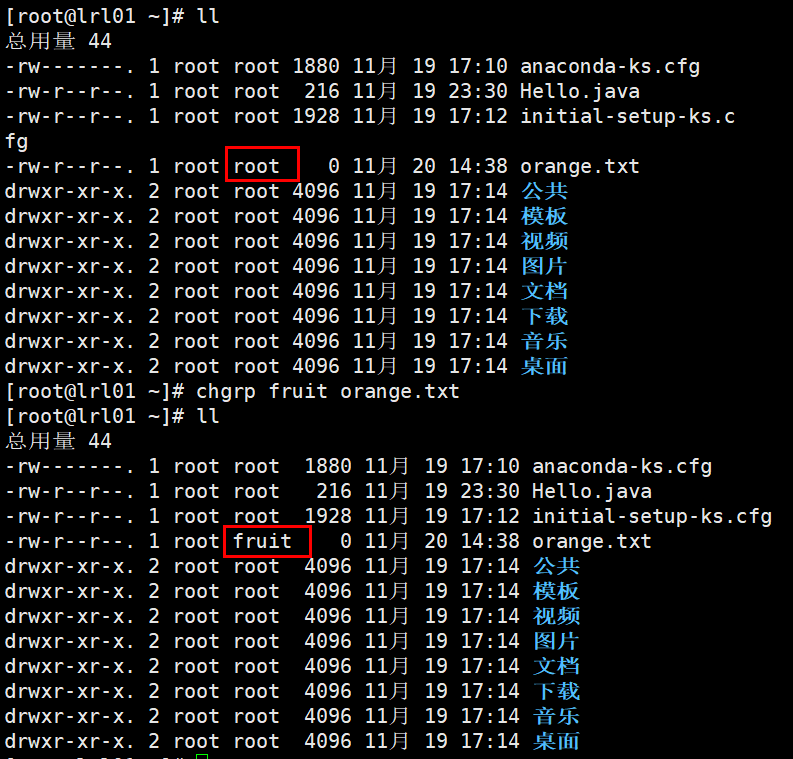 [root@lrl01 ~]# ll
总用量 44
-rw-------. 1 root root 1880 11月 19 17:10 anaconda-ks.cfg
-rw-r--r--. 1 root root  216 11月 19 23:30 Hello.java
-rw-r--r--. 1 root root 1928 11月 19 17:12 initial-setup-ks.c
fg
-rw-r--r--. 1 root root    0 11月 20 14:38 orange.txt
drwxr-xr-x. 2 root root 4096 11月 19 17:14 公共
drwxr-xr-x. 2 root root 4096 11月 19 17:14 模板
drwxr-xr-x. 2 root root 4096 11月 19 17:14 视频
drwxr-xr-x. 2 root root 4096 11月 19 17:14 图片
drwxr-xr-x. 2 root root 4096 11月 19 17:14 文档
drwxr-xr-x. 2 root root 4096 11月 19 17:14 下载
drwxr-xr-x. 2 root root 4096 11月 19 17:14 音乐
drwxr-xr-x. 2 root root 4096 11月 19 17:14 桌面
[root@lrl01 ~]# chgrp fruit orange.txt
[root@lrl01 ~]# ll
总用量 44
-rw-------. 1 root root  1880 11月 19 17:10 anaconda-ks.cfg
-rw-r--r--. 1 root root   216 11月 19 23:30 Hello.java
-rw-r--r--. 1 root root  1928 11月 19 17:12 initial-setup-ks.cfg
-rw-r--r--. 1 root fruit    0 11月 20 14:38 orange.txt
drwxr-xr-x. 2 root root  4096 11月 19 17:14 公共
drwxr-xr-x. 2 root root  4096 11月 19 17:14 模板
drwxr-xr-x. 2 root root  4096 11月 19 17:14 视频
drwxr-xr-x. 2 root root  4096 11月 19 17:14 图片
drwxr-xr-x. 2 root root  4096 11月 19 17:14 文档
drwxr-xr-x. 2 root root  4096 11月 19 17:14 下载
drwxr-xr-x. 2 root root  4096 11月 19 17:14 音乐
drwxr-xr-x. 2 root root  4096 11月 19 17:14 桌面